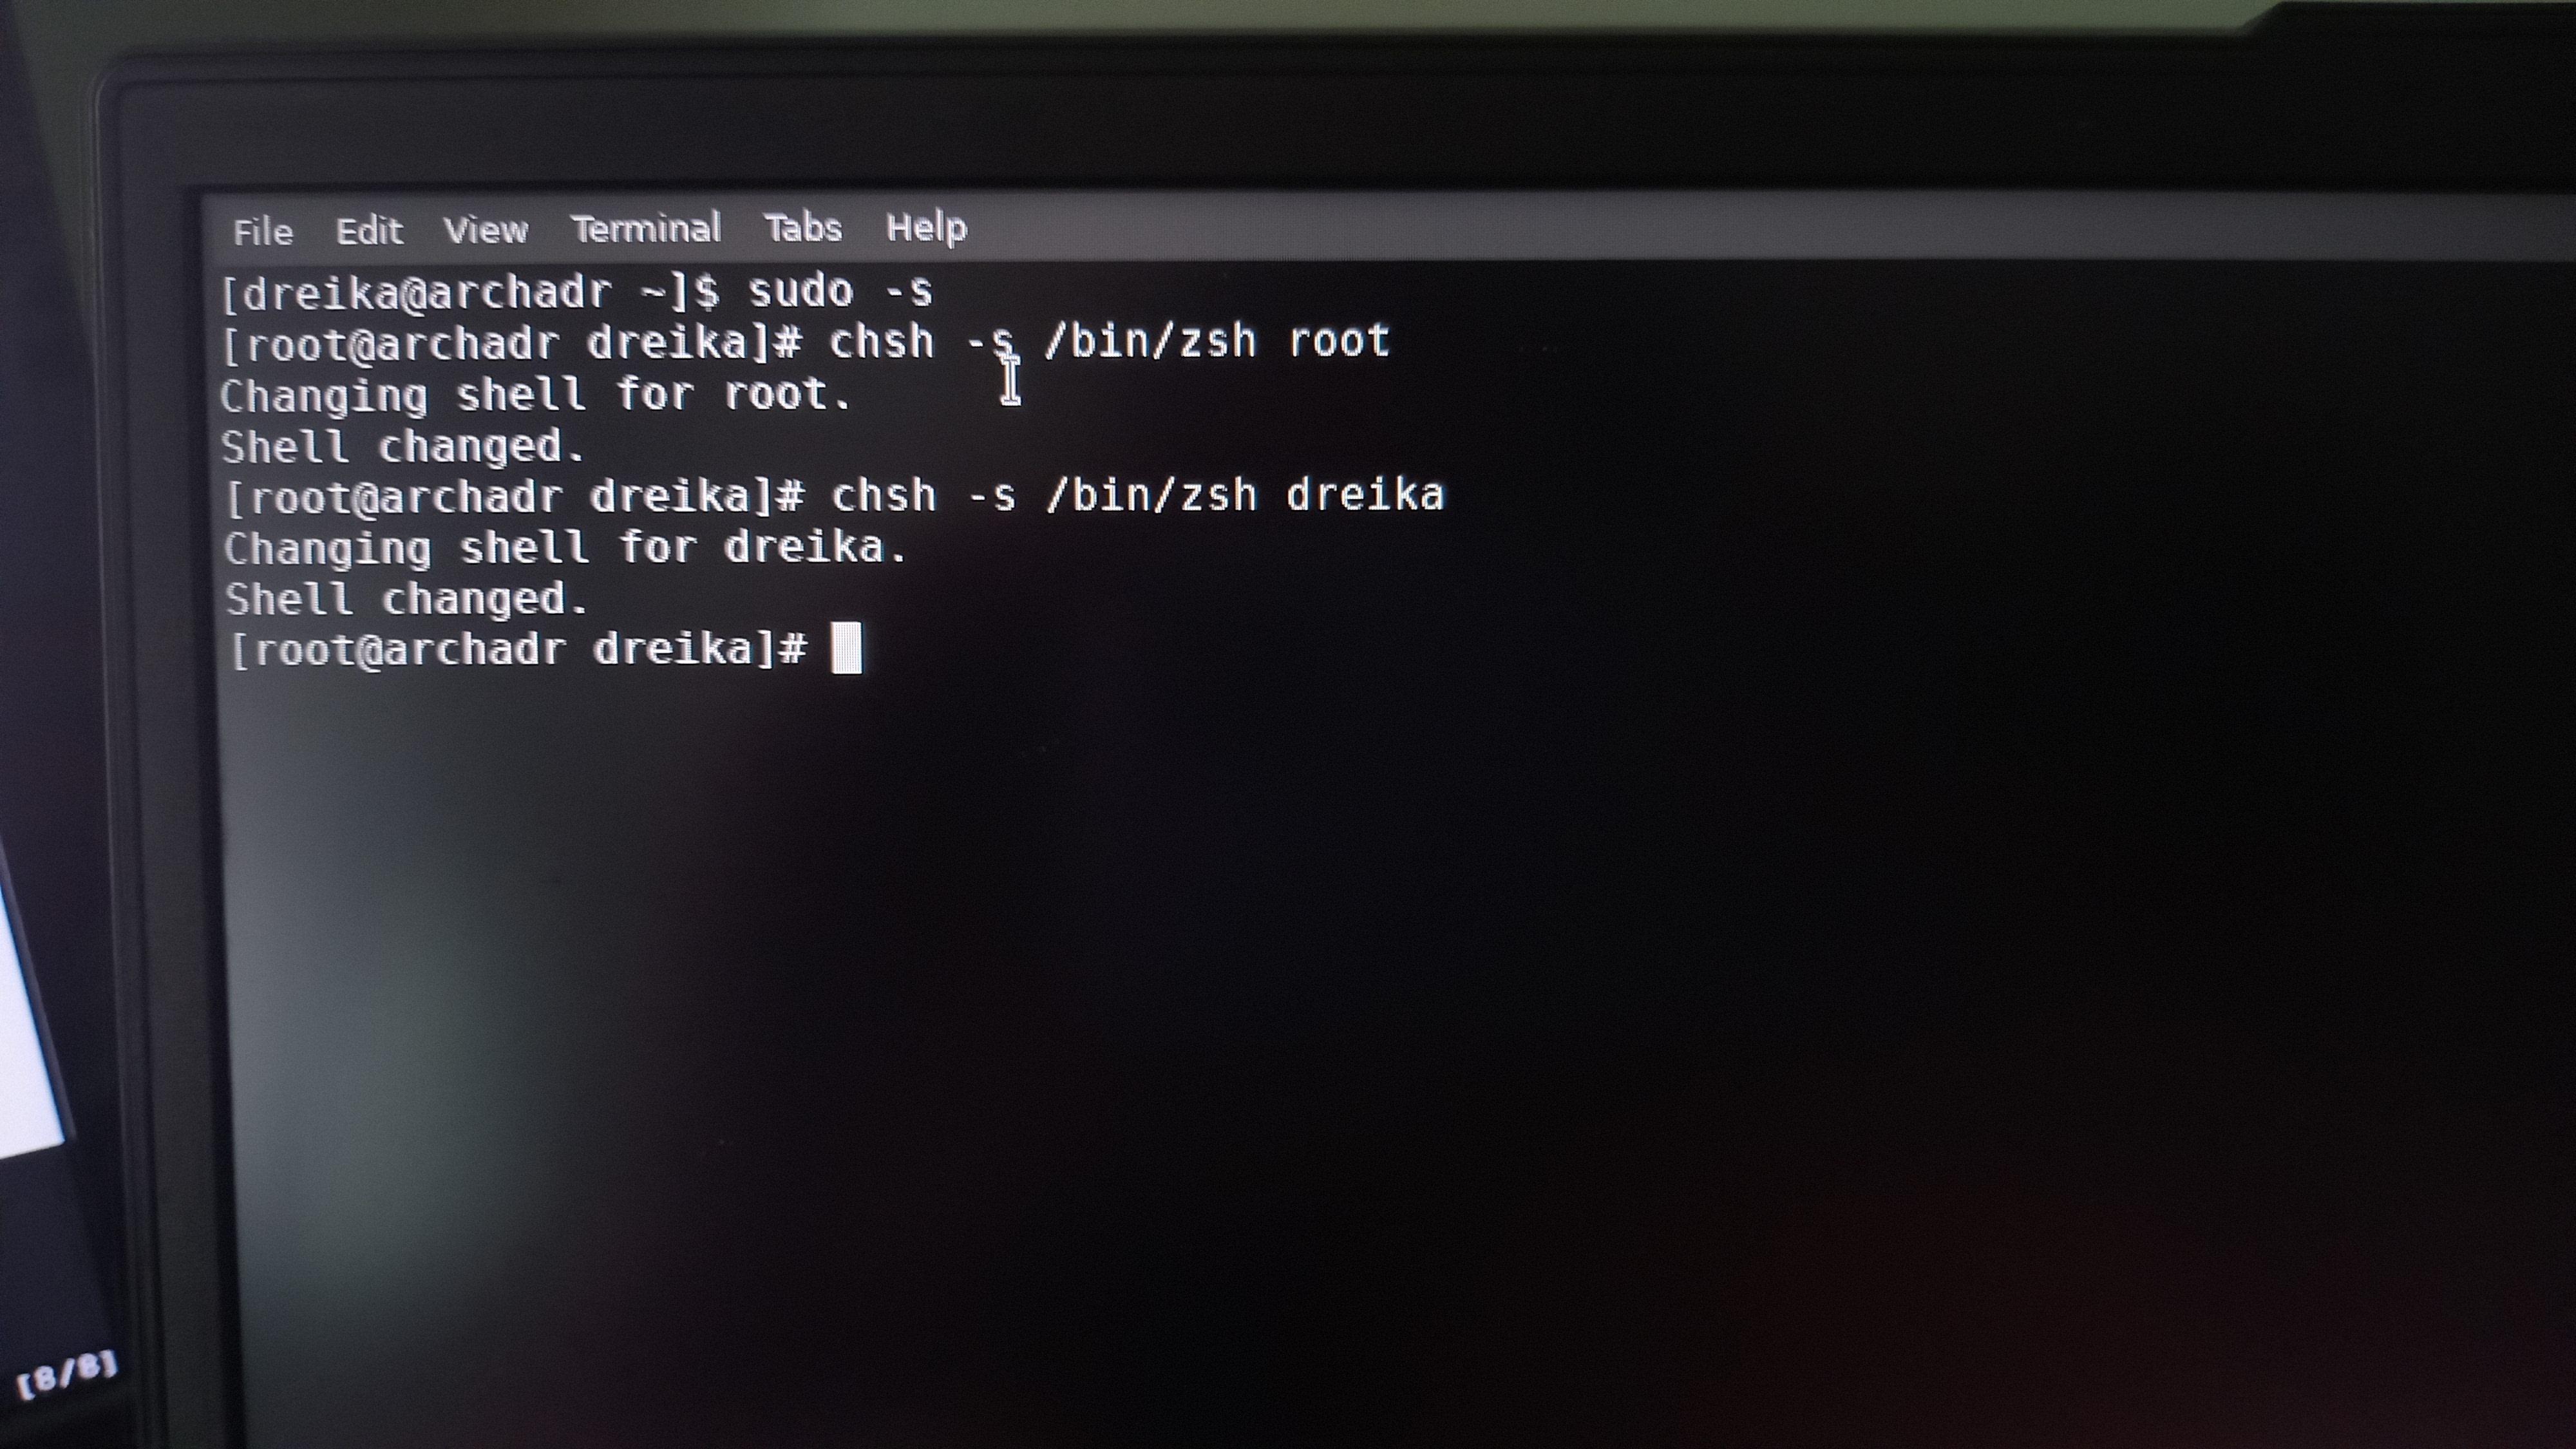 File Edit View Terminal Tabs Help
[dreika@archadr ~]$ sudo -s
[root@archadr dreika]# chsh -s /bin/zsh root
Changing shell for root.
Shell changed.
[root@archadr dreika]# chsh -s /bin/zsh dreika
Changing shell for dreika.
Shell changed.
[root@archadr dreika]#
[8/8]